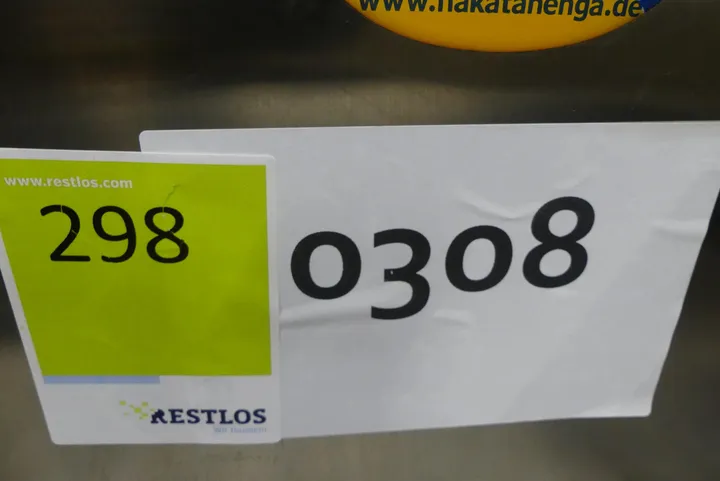 www.nakatanenga.de
www.restlos.com
298
0308
RESTLOS